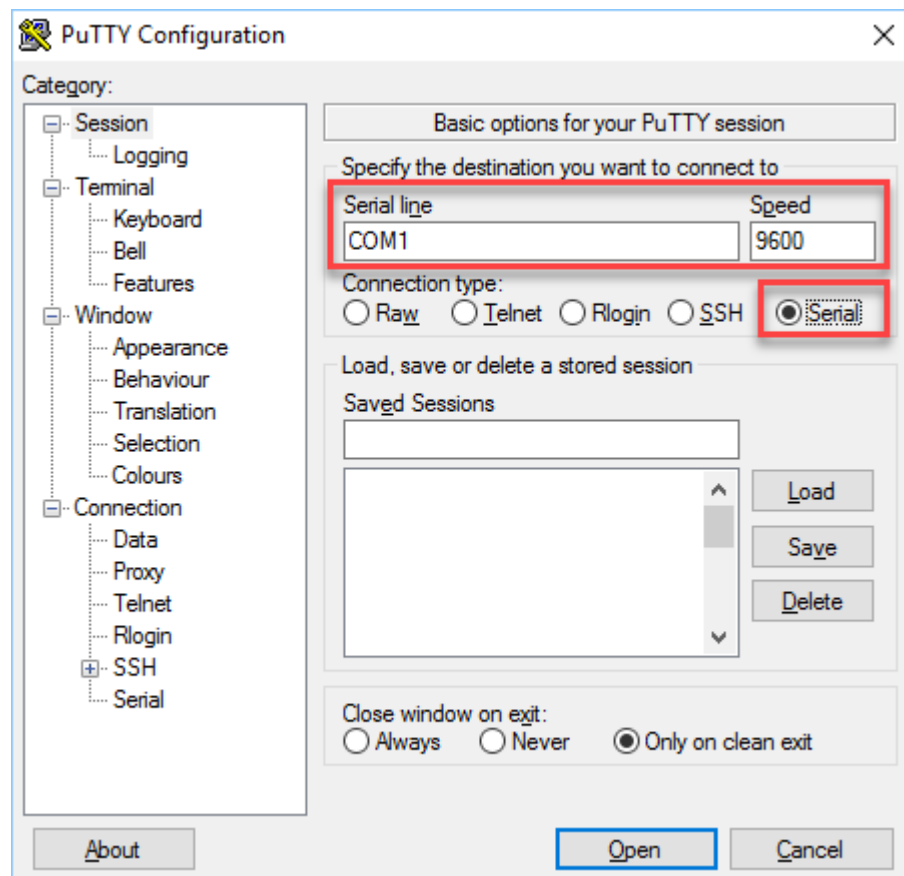 PuTTY Configuration
Category:
Session
Logging
Terminal
Keyboard
Bell
Features
Window
Appearance
Behaviour
Translation
Selection
Colours
Connection
Data
Proxy
Telnet
Rlogin
SSH
Serial
Basic options for your PuTTY session
Specify the destination you want to connect to
Serial line Speed
COM1 9600
Connection type:
Raw Telnet Rlogin SSH Serial
Load, save or delete a stored session
Saved Sessions
Load
Save
Delete
Close window on exit:
Always Never Only on clean exit
About Open Cancel